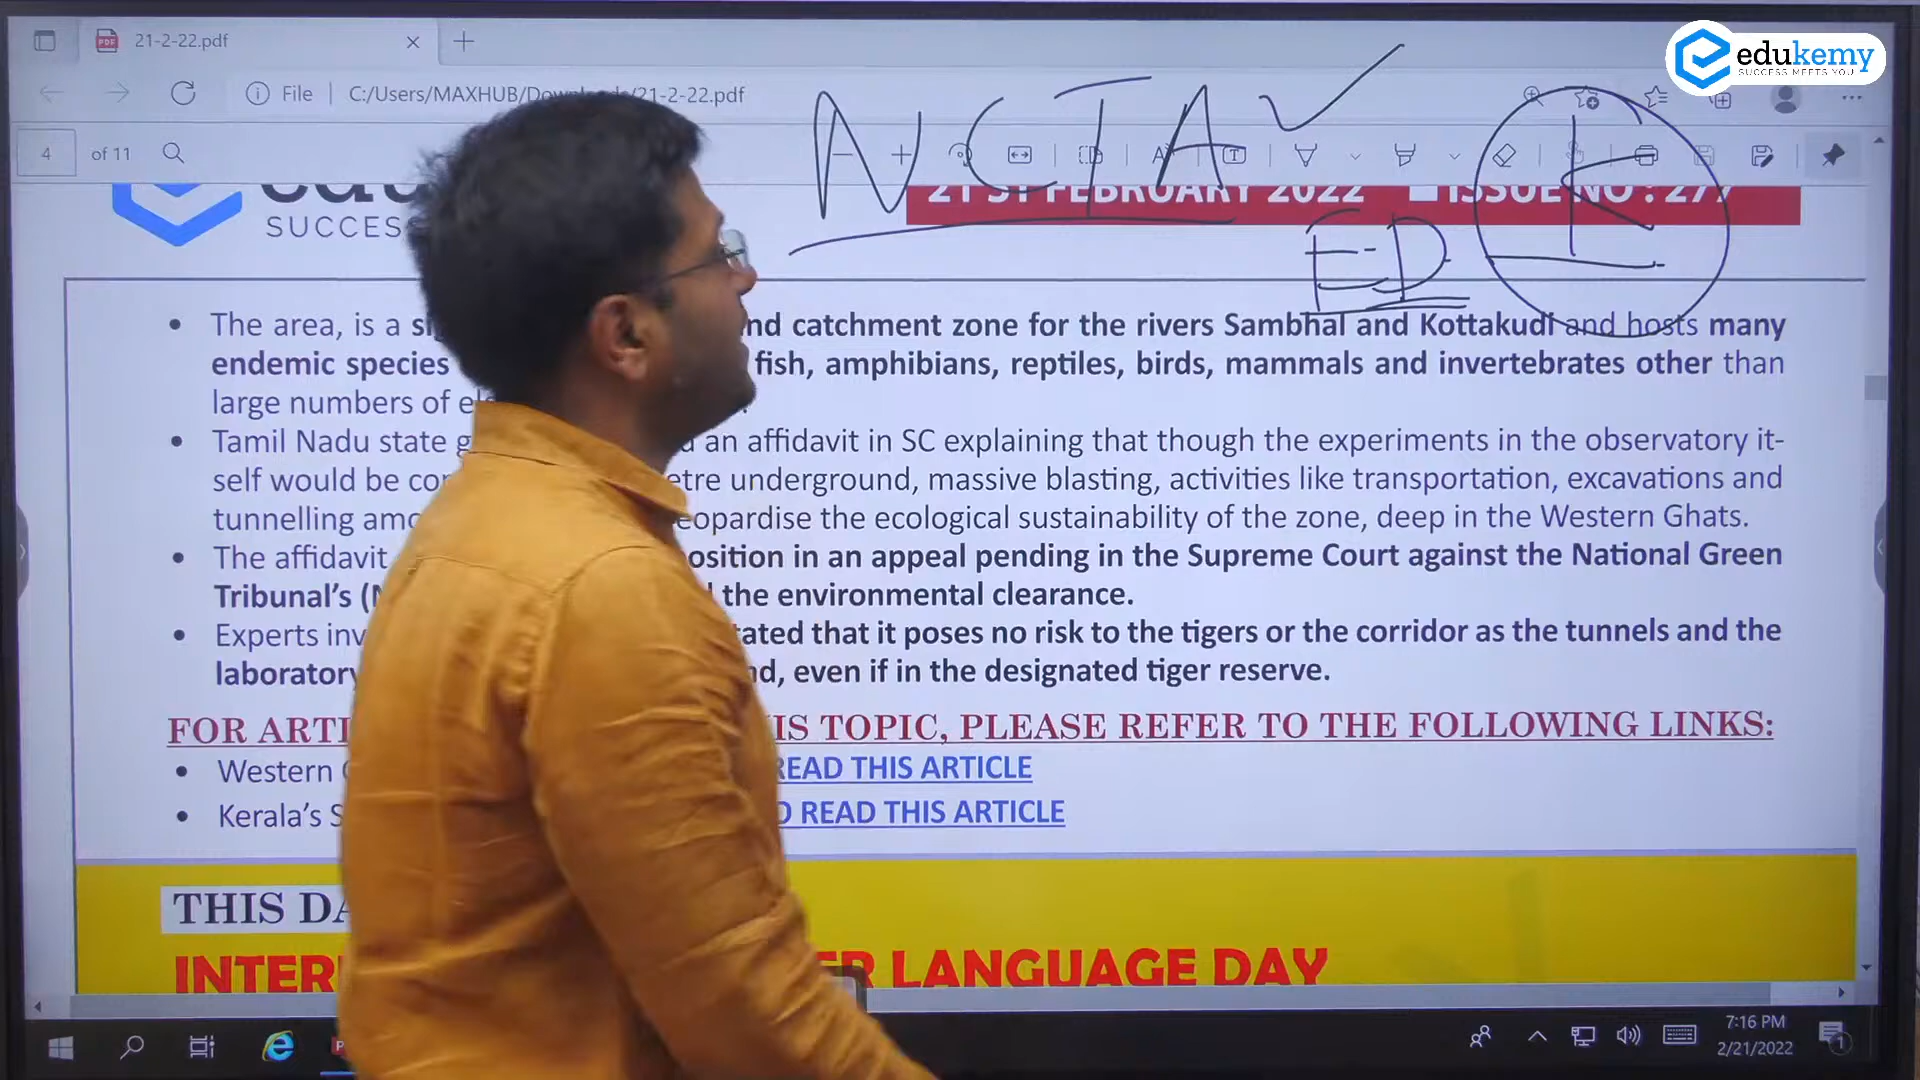 21-2-22.pdf
edukemy
SUCCESS MEETS YOU
File | C:/Users/MAXHUB/Downloads/21-2-22.pdf
NCTA
4 of 11
21 ST FEBRUARY 2022 ISSUE NO : 277
K
SUCCESS
ED
The area, is a nd catchment zone for the rivers Sambhal and Kottakudi and hosts many
endemic species fish, amphibians, reptiles, birds, mammals and invertebrates other than
large numbers of
Tamil Nadu state an affidavit in SC explaining that though the experiments in the observatory it-
self would be etre underground, massive blasting, activities like transportation, excavations and
tunnelling eopardise the ecological sustainability of the zone, deep in the Western Ghats.
The affidavit osition in an appeal pending in the Supreme Court against the National Green
Tribunal's the environmental clearance.
Experts inv tated that it poses no risk to the tigers or the corridor as the tunnels and the
laboratory nd, even if in the designated tiger reserve.
FOR ARTI IS TOPIC, PLEASE REFER TO THE FOLLOWING LINKS:
Western READ THIS ARTICLE
Kerala's S O READ THIS ARTICLE
THIS DA
INTER ER LANGUAGE DAY
7:16 PM
2/21/2022
1